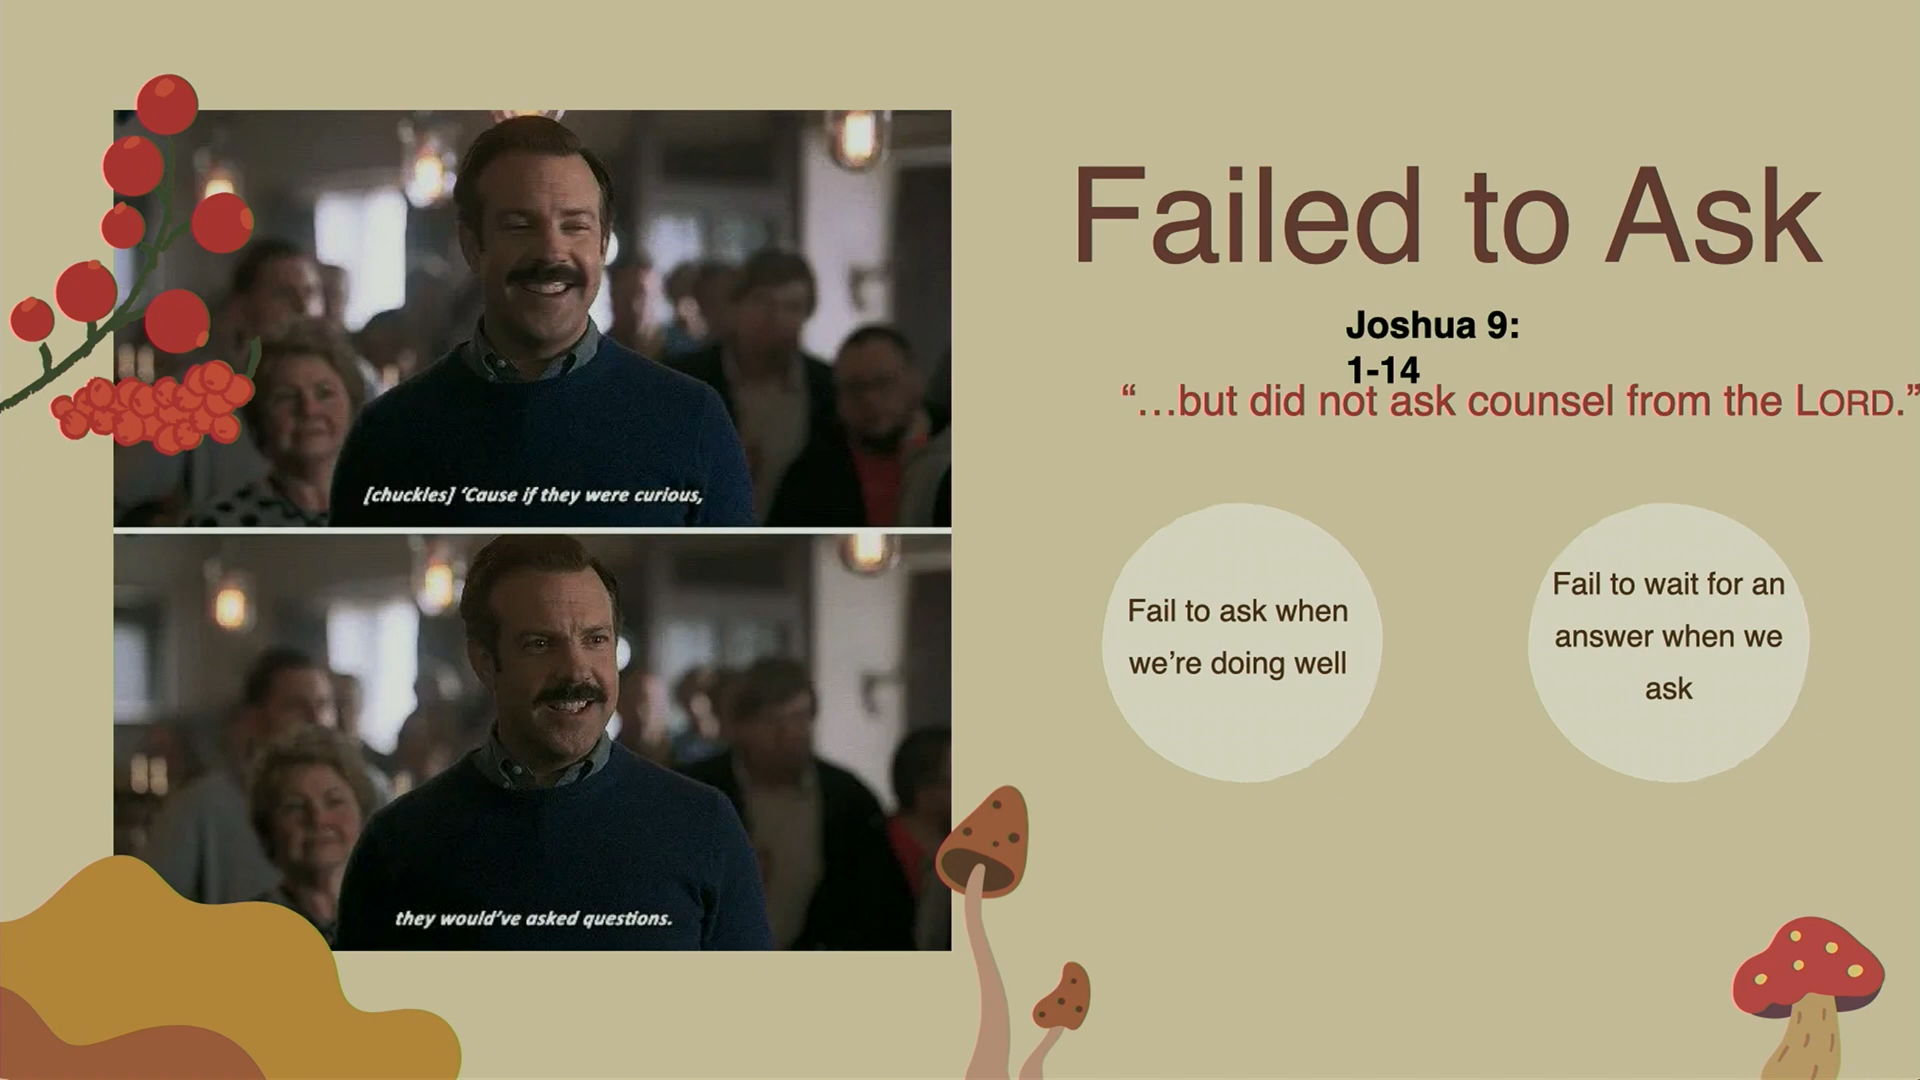 [chuckles] ‘Cause if they were curious,
they would’ve asked questions.
Failed to Ask
Joshua 9:
1-14
“…but did not ask counsel from the LORD.”
Fail to ask when
we’re doing well
Fail to wait for an
answer when we
ask